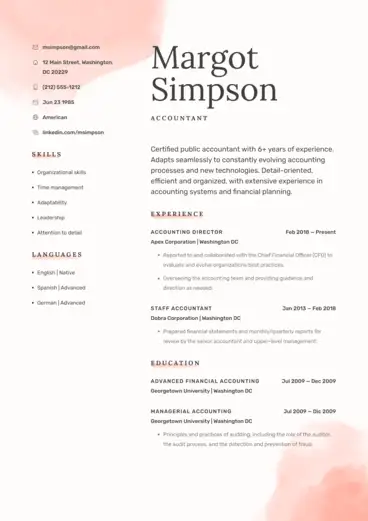 msimpson@gmail.com
12 Main Street, Washington
DC 20229
(212) 555-1212
Jun 23 1985
American
linkedin.com/msimpson
SKILLS
Organizational skills
Time management
Adaptability
Leadership
Attention to detail
LANGUAGES
English | Native
Spanish | Advanced
German | Advanced
Margot
Simpson
ACCOUNTANT
Certified public accountant with 6+ years of experience.
Adapts seamlessly to constantly evolving accounting
processes and new technologies. Detail-oriented,
efficient and organized, with extensive experience in
accounting systems and financial planning.
EXPERIENCE
ACCOUNTING DIRECTOR Feb 2018 — Present
Apex Corporation | Washington DC
Reported to and collaborated with the Chief Financial Officer (CFO) to
evaluate and evolve organizations best practices.
Overseeing the accounting team and providing guidance and
direction as needed.
STAFF ACCOUNTANT Jun 2013 — Feb 2018
Dobra Corporation | Washington DC
Prepared financial statements and monthly/quarterly reports for
review by the senior accountant and upper-level management.
EDUCATION
ADVANCED FINANCIAL ACCOUNTING Jul 2009 — Dec 2009
Georgetown University | Washington DC
MANAGERIAL ACCOUNTING Jul 2009 — Dic 2009
Georgetown University | Washington DC
Principles and practices of auditing, including the role of the auditor,
the audit process, and the detection and prevention of fraud.